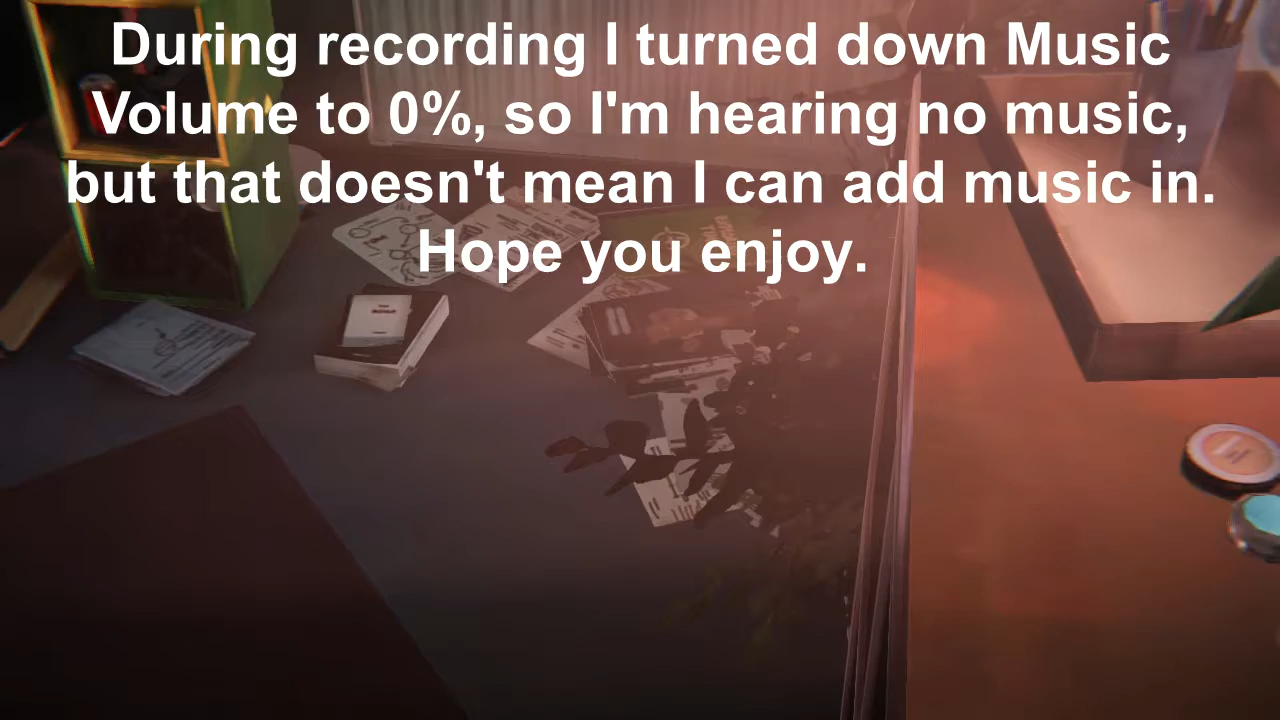 During recording I turned down Music
Volume to 0%, so I'm hearing no music,
but that doesn't mean I can add music in.
Hope you enjoy.